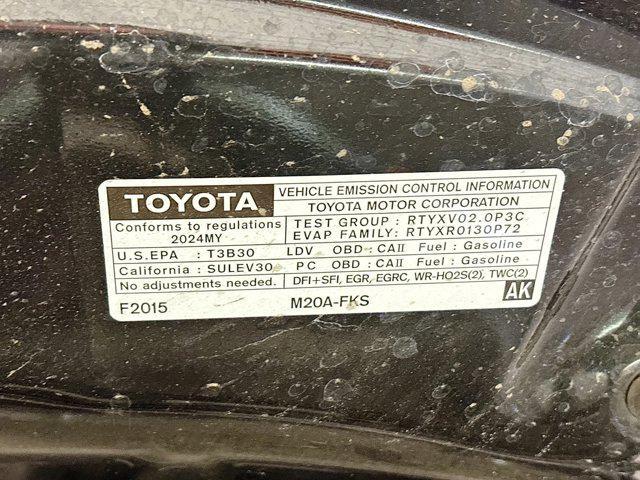 TOYOTA
VEHICLE EMISSION CONTROL INFORMATION
TOYOTA MOTOR CORPORATION
Conforms to regulations
2024MY
TEST GROUP : RTYXV02.0P3C
EVAP FAMILY: RTYXR0130P72
U.S.EPA : T3B30 LDV OBD : CAII Fuel : Gasoline
California : SULEV30 PC OBD : CAII Fuel : Gasoline
No adjustments needed. DFI+SFI, EGR, EGRC, WR-HO2S(2), TWC(2)
F2015 M20A-FKS AK